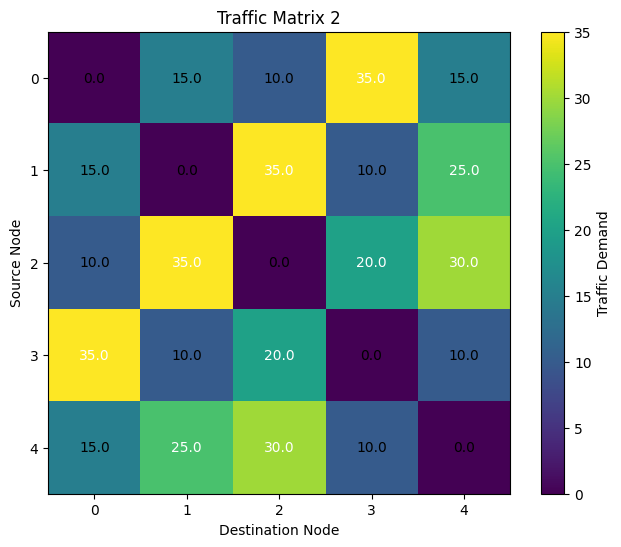 Traffic Matrix 2
0 0.0 15.0 10.0 35.0 15.0
1 15.0 0.0 35.0 10.0 25.0
2 10.0 35.0 0.0 20.0 30.0
3 35.0 10.0 20.0 0.0 10.0
4 15.0 25.0 30.0 10.0 0.0
0 1 2 3 4
Destination Node
Source Node
35
30
25
20
15
10
5
0
Traffic Demand